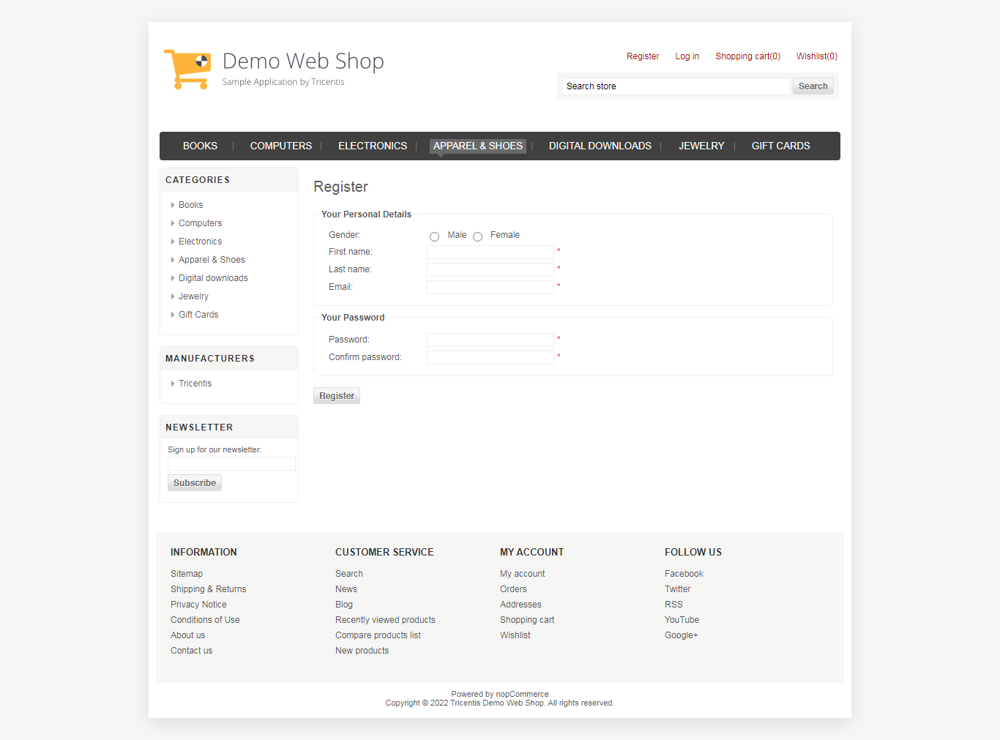 Demo Web Shop
Sample Application by Tricentis
Register Log in Shopping cart(0) Wishlist(0)
Search store Search
BOOKS COMPUTERS ELECTRONICS APPAREL & SHOES DIGITAL DOWNLOADS JEWELRY GIFT CARDS
CATEGORIES
Books
Computers
Electronics
Apparel & Shoes
Digital downloads
Jewelry
Gift Cards
MANUFACTURERS
Tricentis
NEWSLETTER
Sign up for our newsletter:
Subscribe
Register
Your Personal Details
Gender: Male Female
First name: *
Last name: *
Email: *
Your Password
Password: *
Confirm password: *
Register
INFORMATION
Sitemap
Shipping & Returns
Privacy Notice
Conditions of Use
About us
Contact us
CUSTOMER SERVICE
Search
News
Blog
Recently viewed products
Compare products list
New products
MY ACCOUNT
My account
Orders
Addresses
Shopping cart
Wishlist
FOLLOW US
Facebook
Twitter
RSS
YouTube
Google+
Powered by nopCommerce
Copyright © 2022 Tricentis Demo Web Shop. All rights reserved.